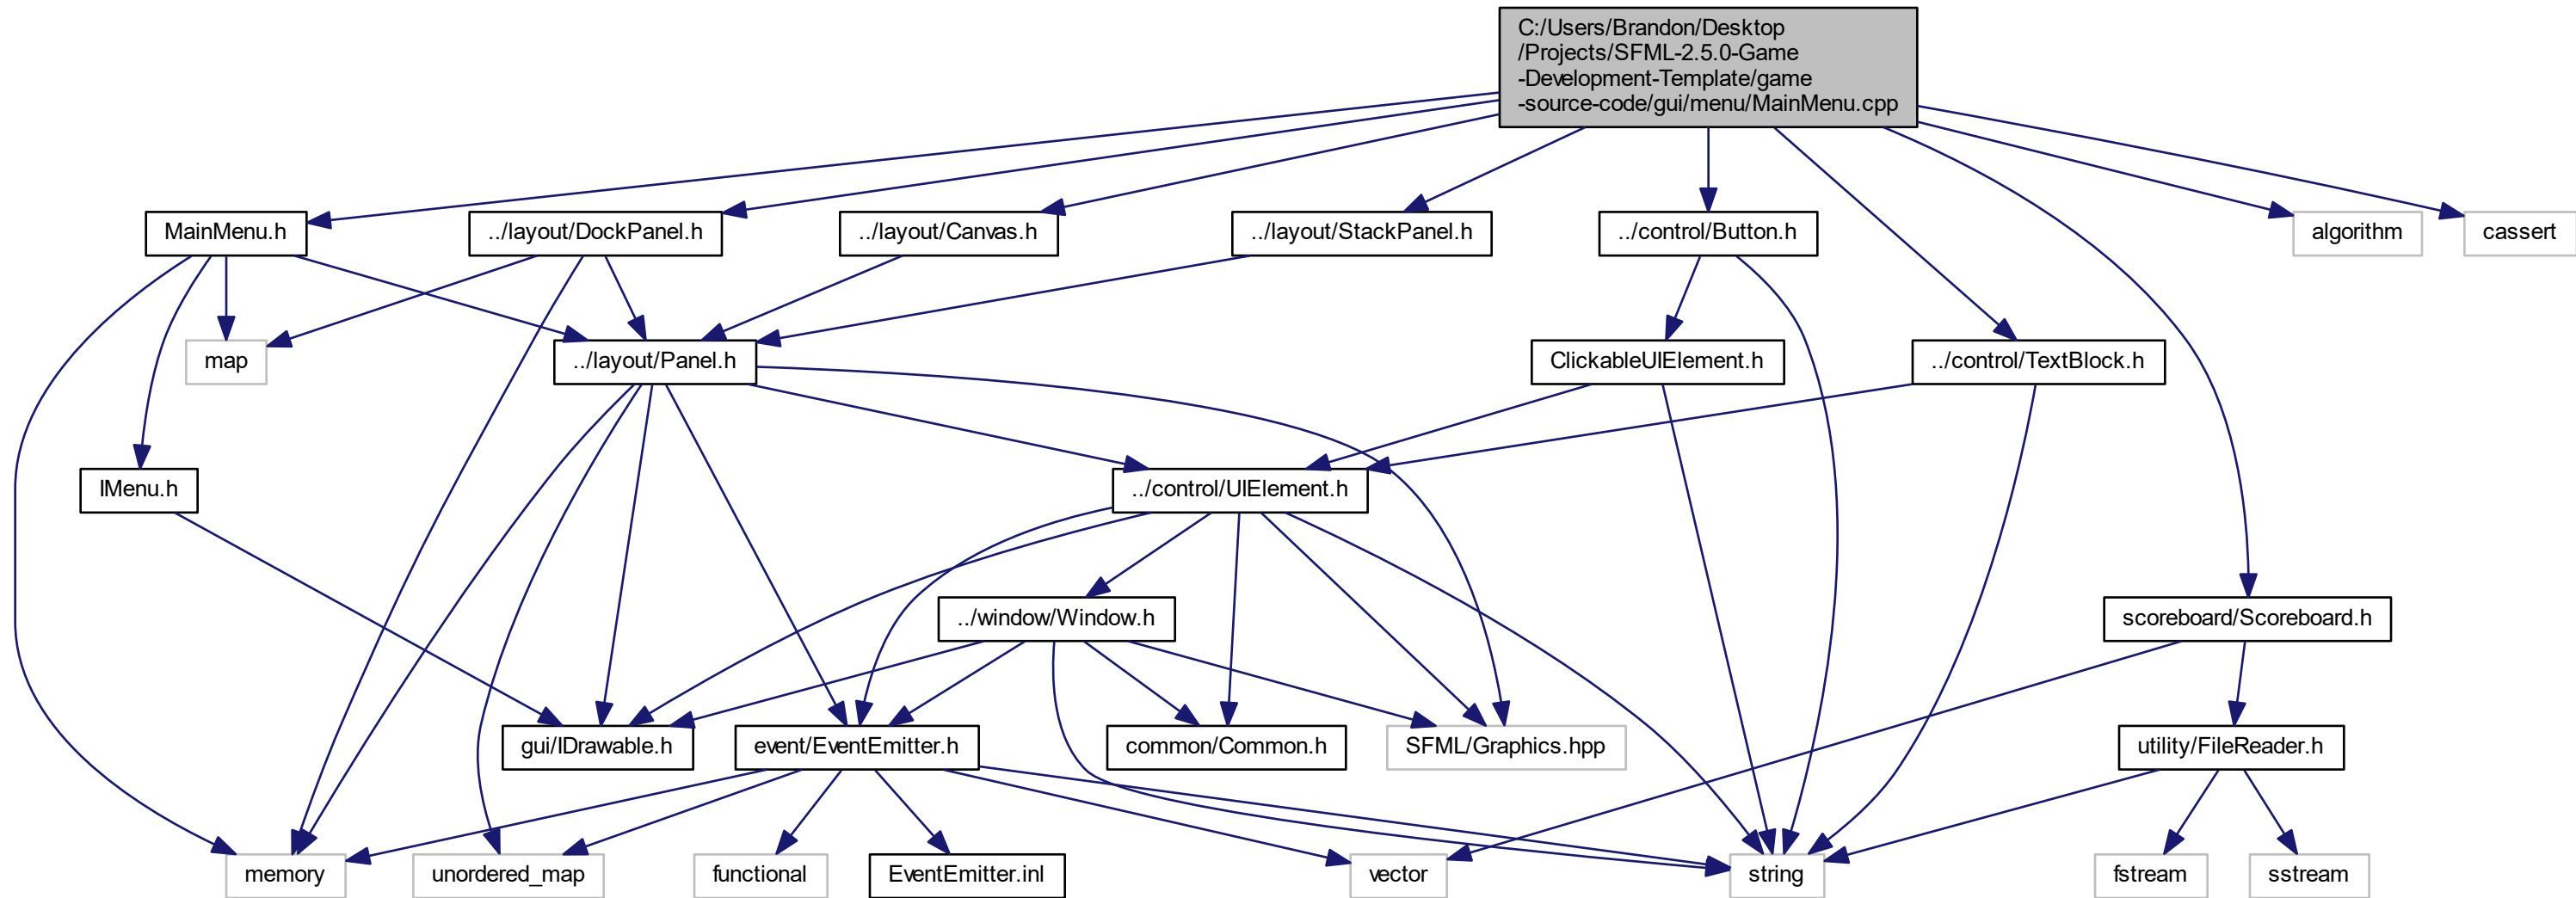 C:/Users/Brandon/Desktop
/Projects/SFML-2.5.0-Game
-Development-Template/game
-source-code/gui/menu/MainMenu.cpp
MainMenu.h
../layout/DockPanel.h
../layout/Canvas.h
../layout/StackPanel.h
../control/Button.h
algorithm
cassert
map
../layout/Panel.h
ClickableUIElement.h
../control/TextBlock.h
IMenu.h
../control/UIElement.h
../window/Window.h
scoreboard/Scoreboard.h
gui/IDrawable.h
event/EventEmitter.h
common/Common.h
SFML/Graphics.hpp
utility/FileReader.h
memory
unordered_map
functional
EventEmitter.inl
vector
string
fstream
sstream